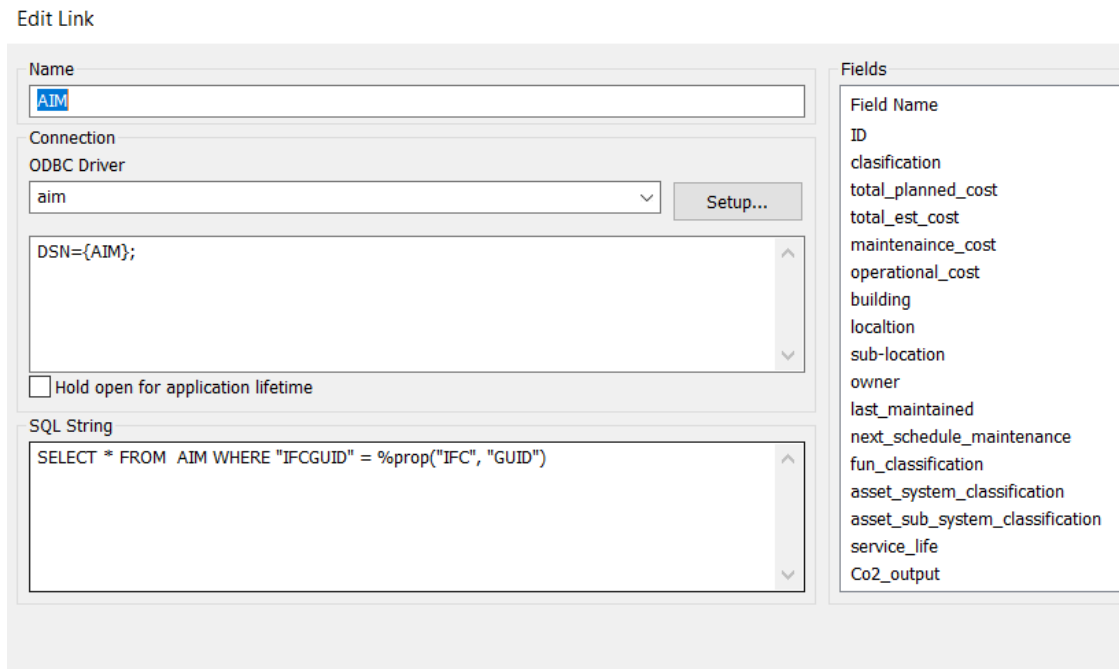 Edit Link
Name
AIM
Connection
ODBC Driver
aim
Setup...
DSN={AIM};
Hold open for application lifetime
SQL String
SELECT * FROM  AIM WHERE "IFCGUID" = %prop("IFC", "GUID")
Fields
Field Name
ID
clasification
total_planned_cost
total_est_cost
maintenaince_cost
operational_cost
building
localtion
sub-location
owner
last_maintained
next_schedule_maintenance
fun_classification
asset_system_classification
asset_sub_system_classification
service_life
Co2_output